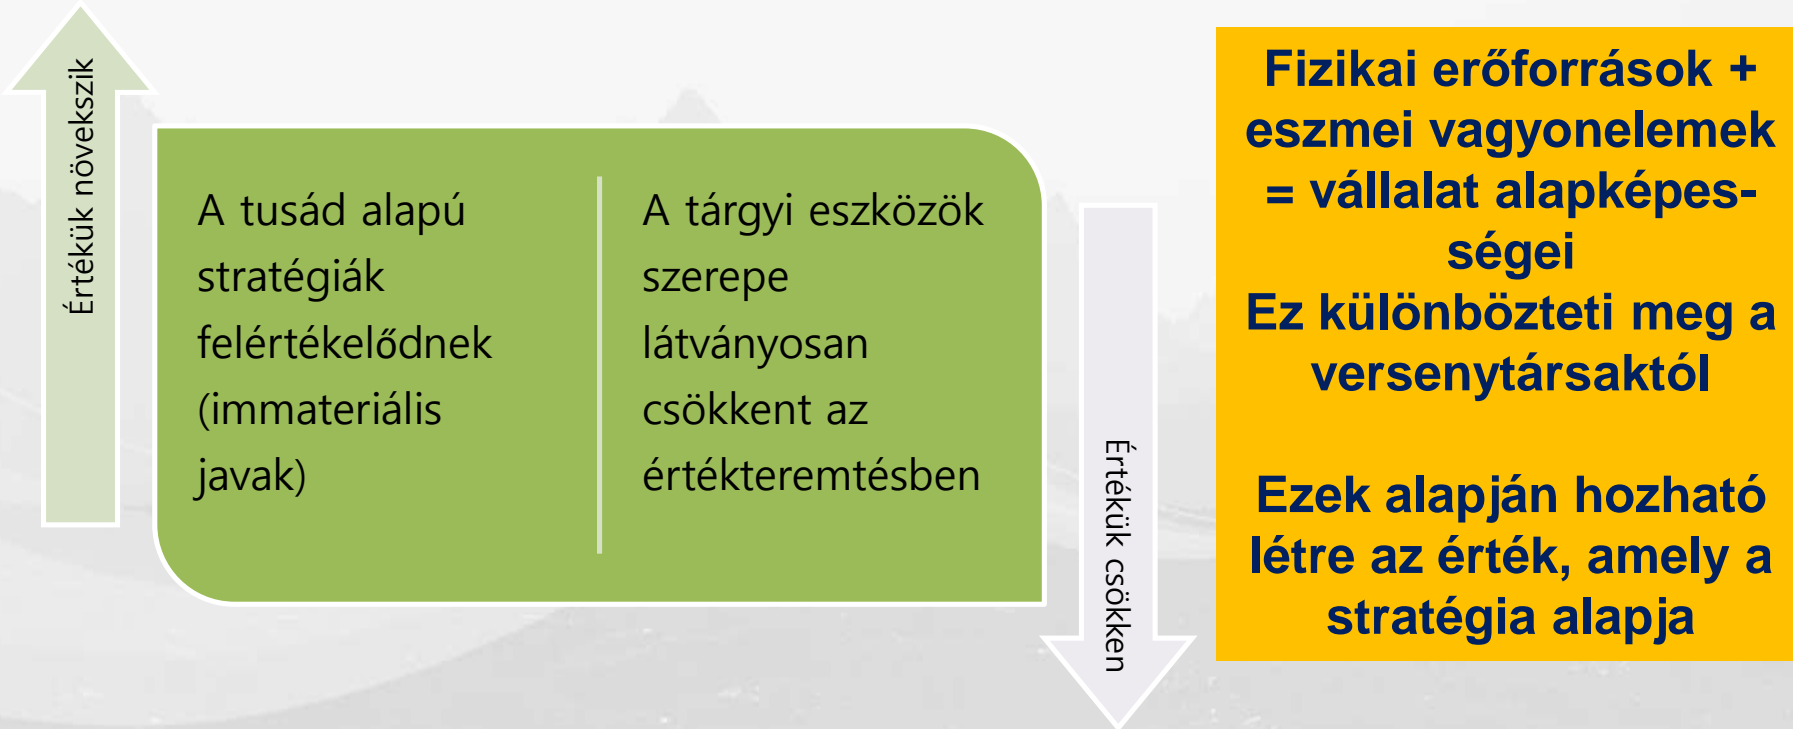 Értékük növekszik
A tusád alapú
stratégiák
felértékelődnek
(immateriális
javak)
A tárgyi eszközök
szerepe
látványosan
csökkent az
értékteremtésben
Értékük csökken
Fizikai erőforrások +
eszmei vagyonelemek
= vállalat alapképes-
ségei
Ez különbözteti meg a
versenytársaktól
Ezek alapján hozható
létre az érték, amely a
stratégia alapja